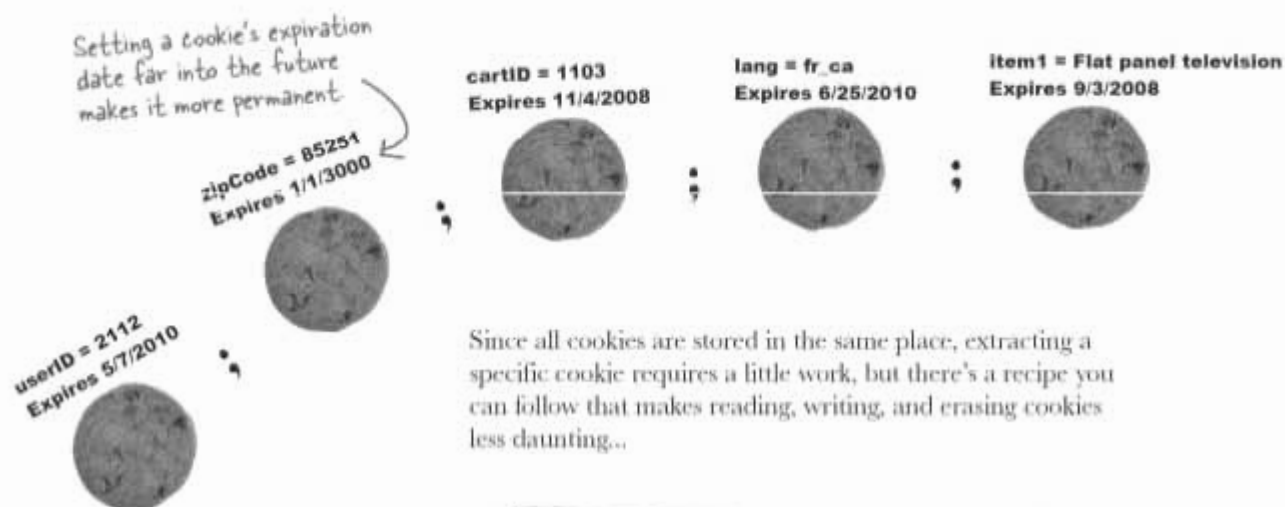 Setting a cookie's expiration
date far into the future
makes it more permanent.
userID = 2112
Expires 5/7/2010
;
zipCode = 85251
Expires 1/1/3000
;
cartID = 1103
Expires 11/4/2008
;
lang = fr_ca
Expires 6/25/2010
;
item1 = Flat panel television
Expires 9/3/2008
Since all cookies are stored in the same place, extracting a
specific cookie requires a little work, but there's a recipe you
can follow that makes reading, writing, and erasing cookies
less daunting...